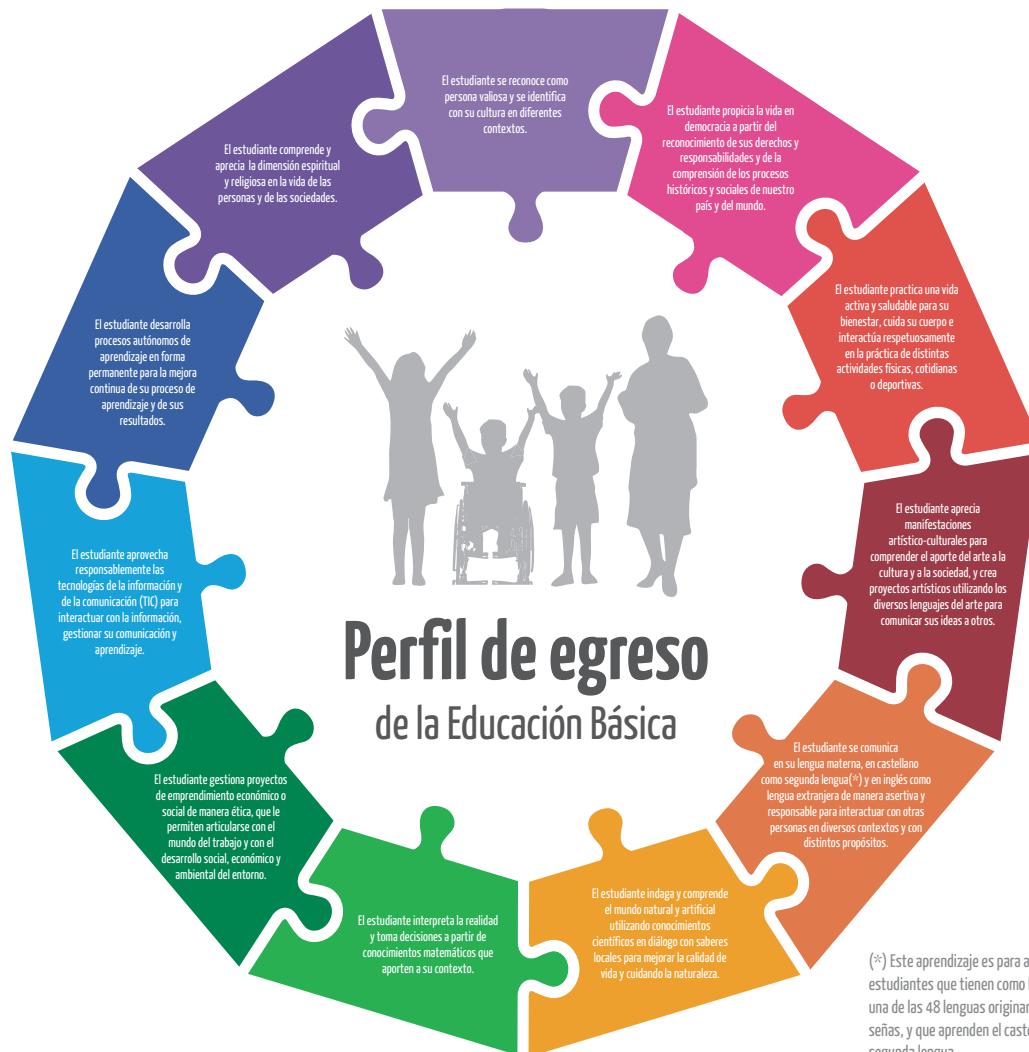 El estudiante se reconoce como
persona valiosa y se identifica
con su cultura en diferentes
contextos.
El estudiante propicia la vida en
democracia a partir del
reconocimiento de sus derechos y
responsabilidades y de la
comprensión de los procesos
históricos y sociales de nuestro
país y del mundo.
El estudiante practica una vida
activa y saludable para su
bienestar, cuida su cuerpo e
interactúa respetuosamente
en la práctica de distintas
actividades físicas, cotidianas
o deportivas.
El estudiante aprecia
manifestaciones
artístico-culturales para
comprender el aporte del arte a la
cultura y a la sociedad, y crea
proyectos artísticos utilizando los
diversos lenguajes del arte para
comunicar sus ideas a otros.
El estudiante se comunica
en su lengua materna, en castellano
como segunda lengua(*) y en inglés como
lengua extranjera de manera asertiva y
responsable para interactuar con otras
personas en diversos contextos y con
distintos propósitos.
El estudiante indaga y comprende
el mundo natural y artificial
utilizando conocimientos
científicos en diálogo con saberes
locales para mejorar la calidad de
vida y cuidando la naturaleza.
El estudiante interpreta la realidad
y toma decisiones a partir de
conocimientos matemáticos que
aporten a su contexto.
El estudiante gestiona proyectos
de emprendimiento económico o
social de manera ética, que le
permiten articularse con el
mundo del trabajo y con el
desarrollo social, económico y
ambiental del entorno.
El estudiante aprovecha
responsablemente las
tecnologías de la información y
de la comunicación (TIC) para
interactuar con la información,
gestionar su comunicación y
aprendizaje.
El estudiante desarrolla
procesos autónomos de
aprendizaje en forma
permanente para la mejora
continua de su proceso de
aprendizaje y de sus
resultados.
El estudiante comprende y
aprecia la dimensión espiritual
y religiosa en la vida de las
personas y de las sociedades.
Perfil de egreso
de la Educación Básica
(*) Este aprendizaje es para
estudiantes que tienen como
una de las 48 lenguas
señas, y que aprenden el
segunda lengua